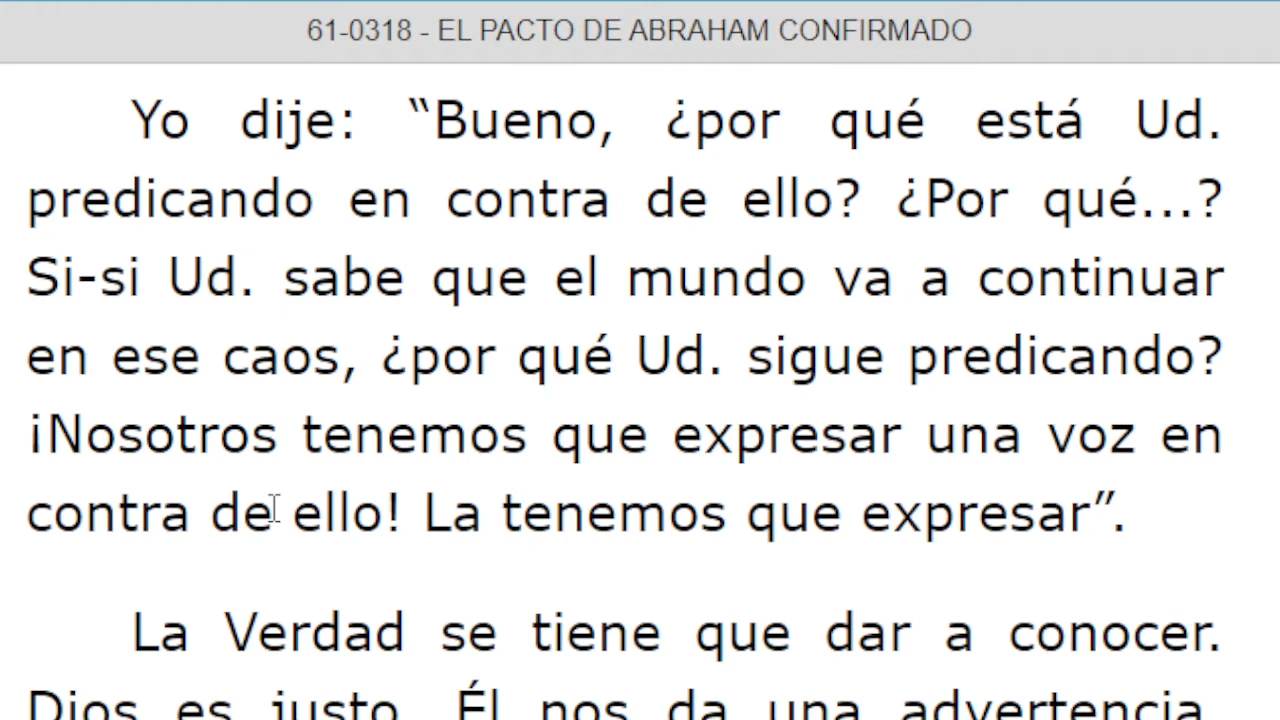 61-0318 - EL PACTO DE ABRAHAM CONFIRMADO
Yo dije: “Bueno, ¿por qué está Ud.
predicando en contra de ello? ¿Por qué...?
Si-si Ud. sabe que el mundo va a continuar
en ese caos, ¿por qué Ud. sigue predicando?
¡Nosotros tenemos que expresar una voz en
contra de ello! La tenemos que expresar”.
La Verdad se tiene que dar a conocer.
Dios es justo. Él nos da una advertencia.